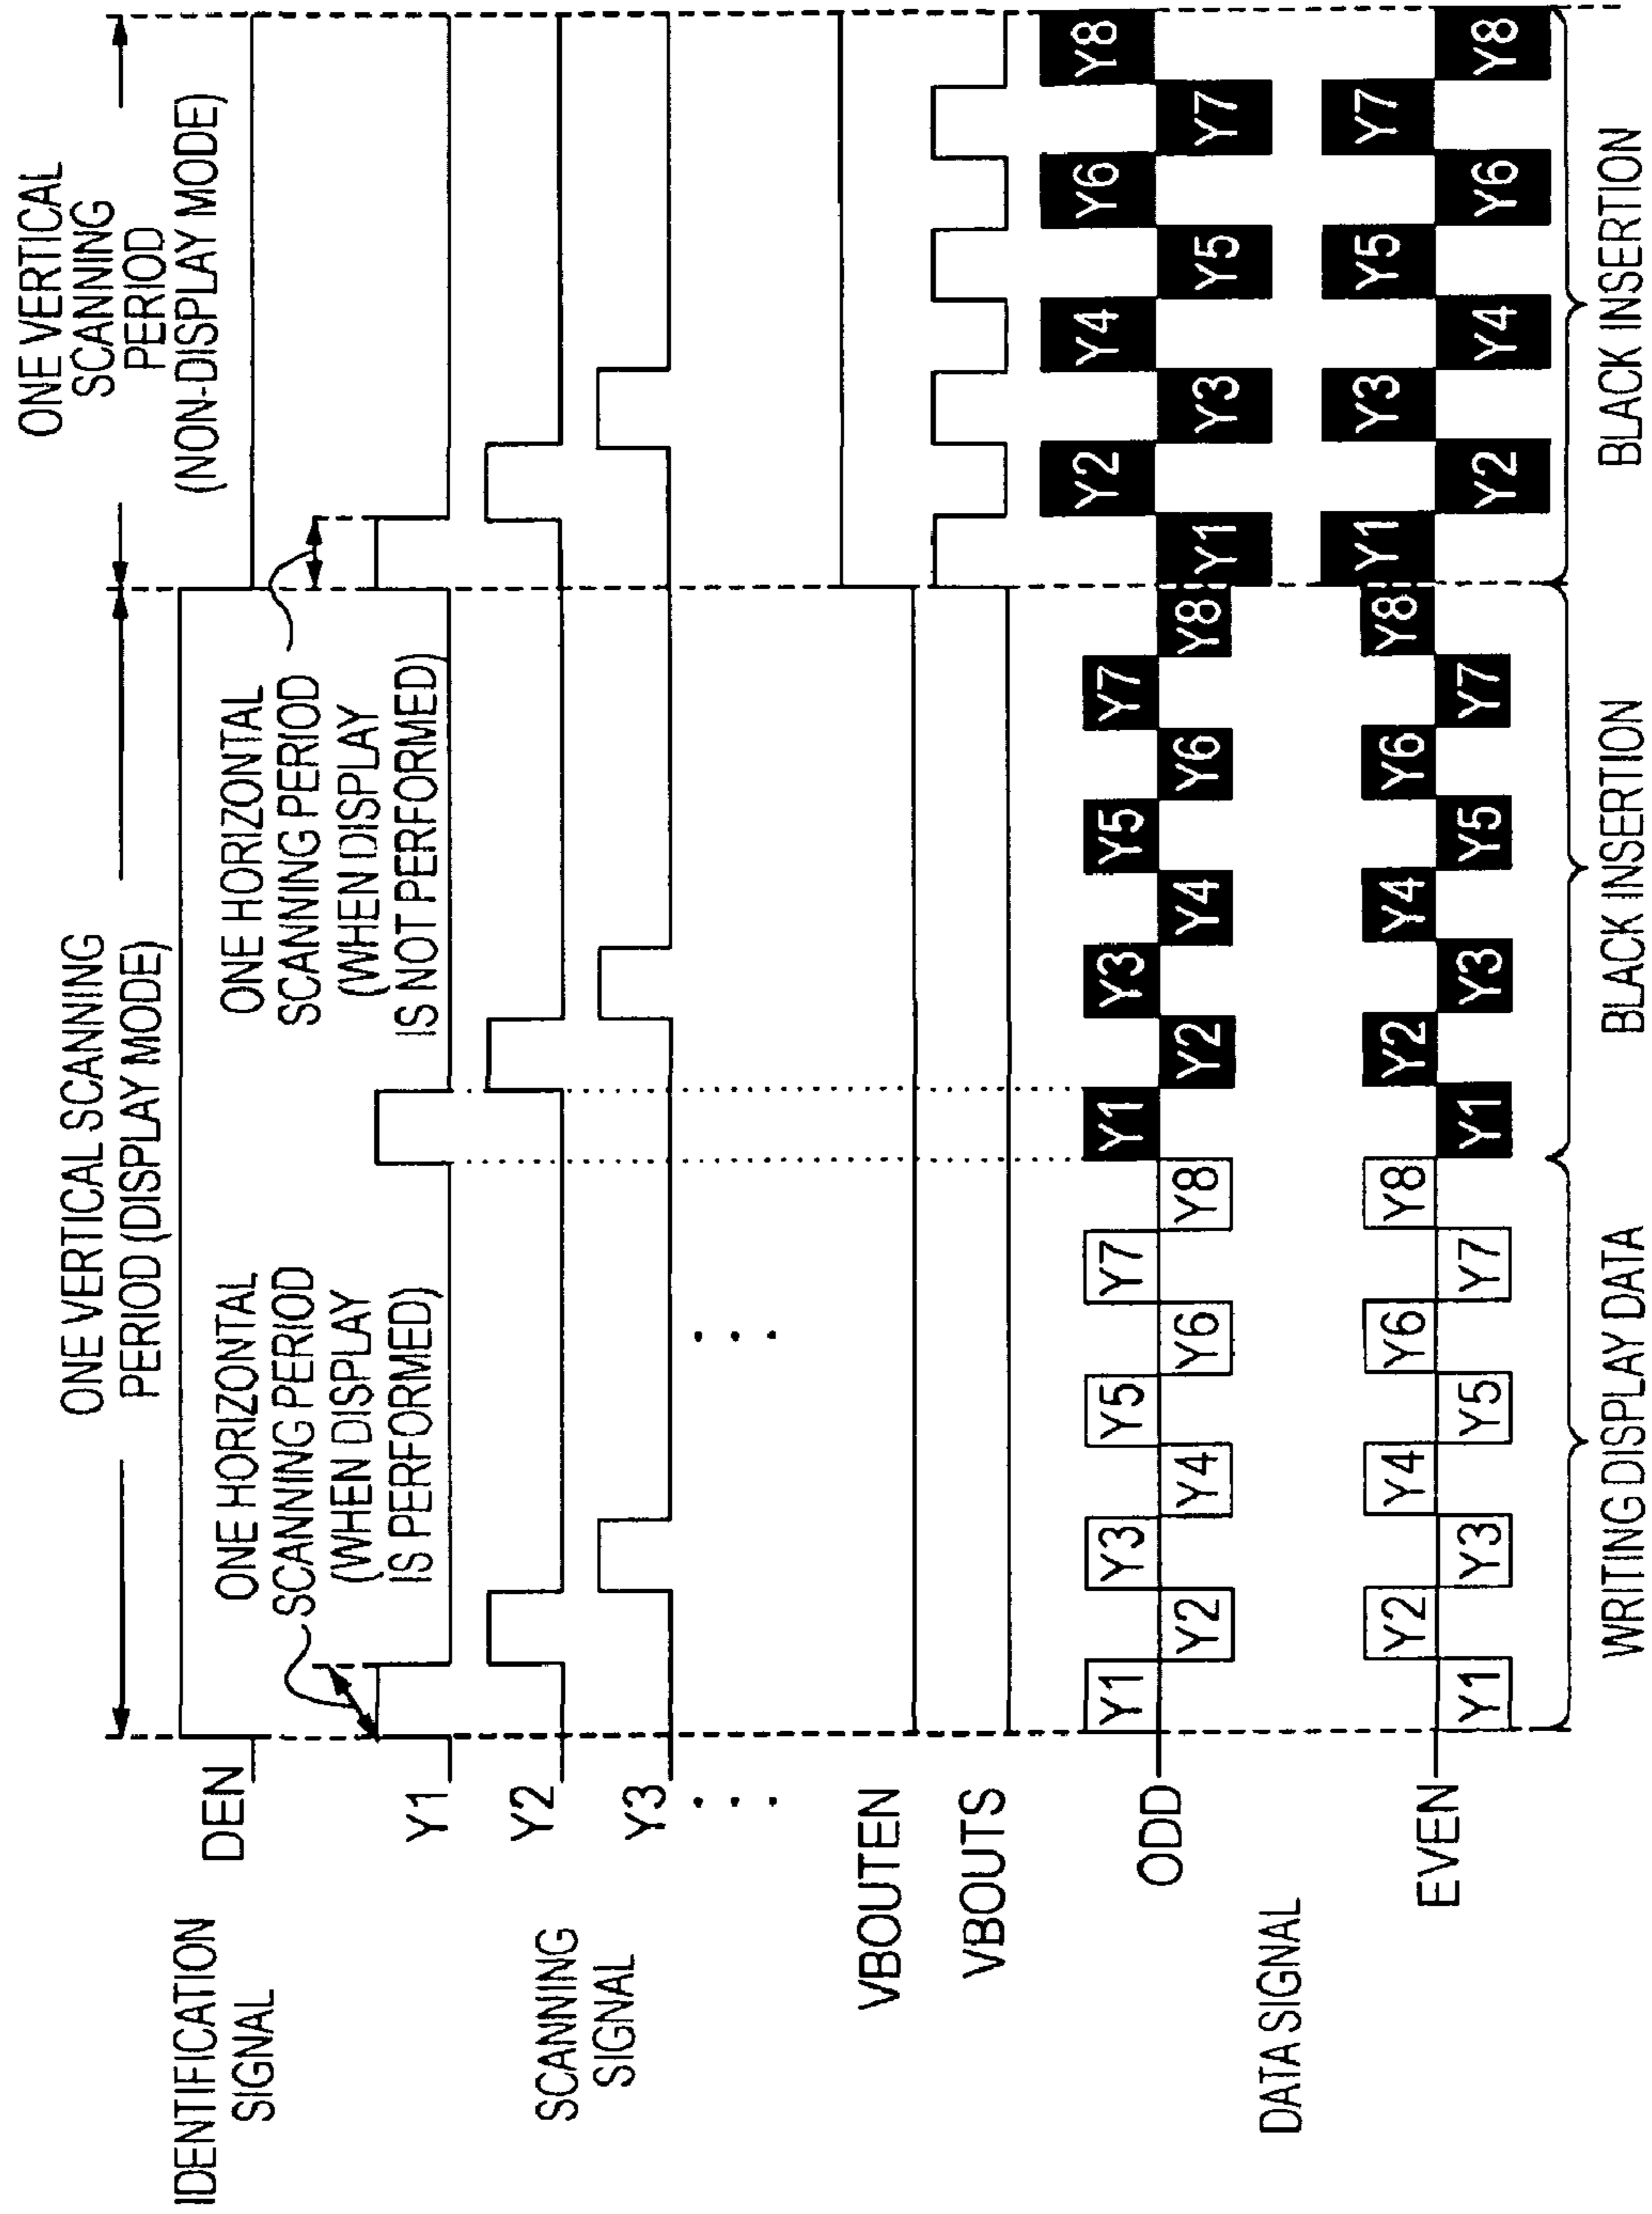 ONE VERTICAL SCANNING
PERIOD (DISPLAY MODE)
ONE VERTICAL
SCANNING
PERIOD
(NON-DISPLAY MODE)
IDENTIFICATION
SIGNAL
DEN
ONE HORIZONTAL
SCANNING PERIOD
(WHEN DISPLAY
IS PERFORMED)
ONE HORIZONTAL
SCANNING PERIOD
(WHEN DISPLAY
IS NOT PERFORMED)
SCANNING
SIGNAL
Y1
Y2
Y3
VBOUTEN
VBOUTS
DATA SIGNAL
ODD
Y1 Y2 Y3 Y4 Y5 Y6 Y7 Y8 Y1 Y2 Y3 Y4 Y5 Y6 Y7 Y8 Y1 Y2 Y3 Y4 Y5 Y6 Y7 Y8
EVEN
Y1 Y2 Y3 Y4 Y5 Y6 Y7 Y8 Y1 Y2 Y3 Y4 Y5 Y6 Y7 Y8 Y1 Y2 Y3 Y4 Y5 Y6 Y7 Y8
WRITING DISPLAY DATA
BLACK INSERTION
BLACK INSERTION